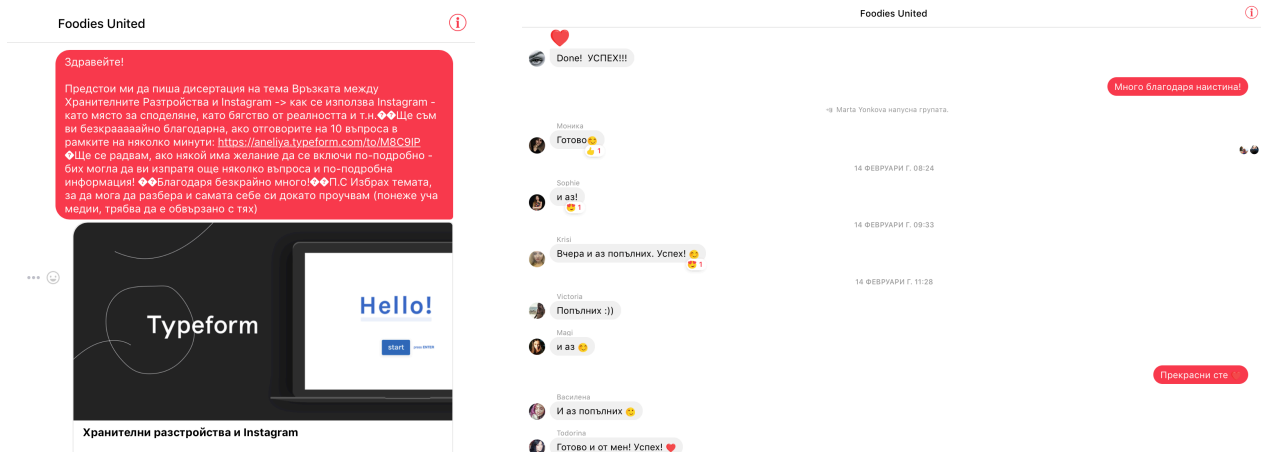 Foodies United
Здравейте!
Предстои ми да пиша дисертация на тема Връзката между
Хранителните Разтройства и Instagram -> как се използва Instagram -
като място за споделяне, като бягство от реалността и т.н.��Ще съм
ви безкрааааайно благодарна, ако отговорите на 10 въпроса в
рамките на няколко минути: https://aneliya.typeform.com/to/M8C9IP
�Ще се радвам, ако някой има желание да се включи по-подробно -
бих могла да ви изпратя още няколко въпроса и по-подробна
информация! ��Благодаря безкрайно много!��П.С Избрах темата,
за да мога да разбера и самата себе си докато проучвам (понеже уча
медии, трябва да е обвързано с тях)
Typeform
Hello!
start press ENTER
Хранителни разстройства и Instagram
Foodies United
❤️
Done! УСПЕХ!!!
Много благодаря наистина!
Marta Yonkova напусна групата.
Моника
Готово☺️
👍 1
14 ФЕВРУАРИ Г. 08:24
Sophie
и аз!
😍 1
14 ФЕВРУАРИ Г. 09:33
Krisi
Вчера и аз попълних. Успех! ☺️
😍 1
14 ФЕВРУАРИ Г. 11:28
Victoria
Попълних :))
Magi
и аз ☺️
Прекрасни сте ❤️
Василена
И аз попълних 🙂
Todorina
Готово и от мен! Успех! ❤️